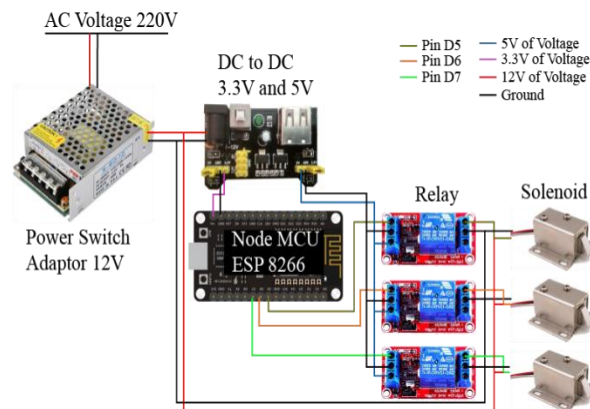 AC Voltage 220V
DC to DC
3.3V and 5V
Pin D5
Pin D6
Pin D7
5V of Voltage
3.3V of Voltage
12V of Voltage
Ground
Relay
Solenoid
Power Switch
Adaptor 12V
Node MCU
ESP 8266